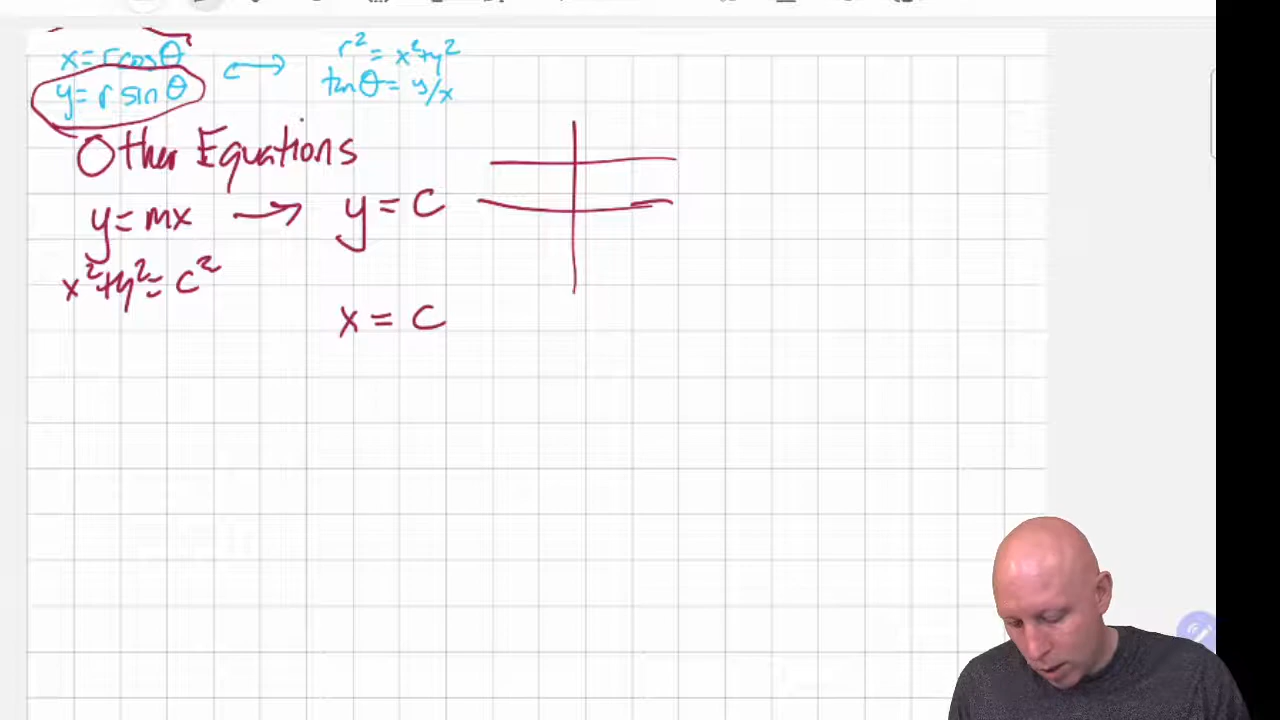 x = r cos θ
y = r sin θ
r² = x² + y²
tan θ = y/x
Other Equations
y = mx → y = C
x² + y² = c²
x = C